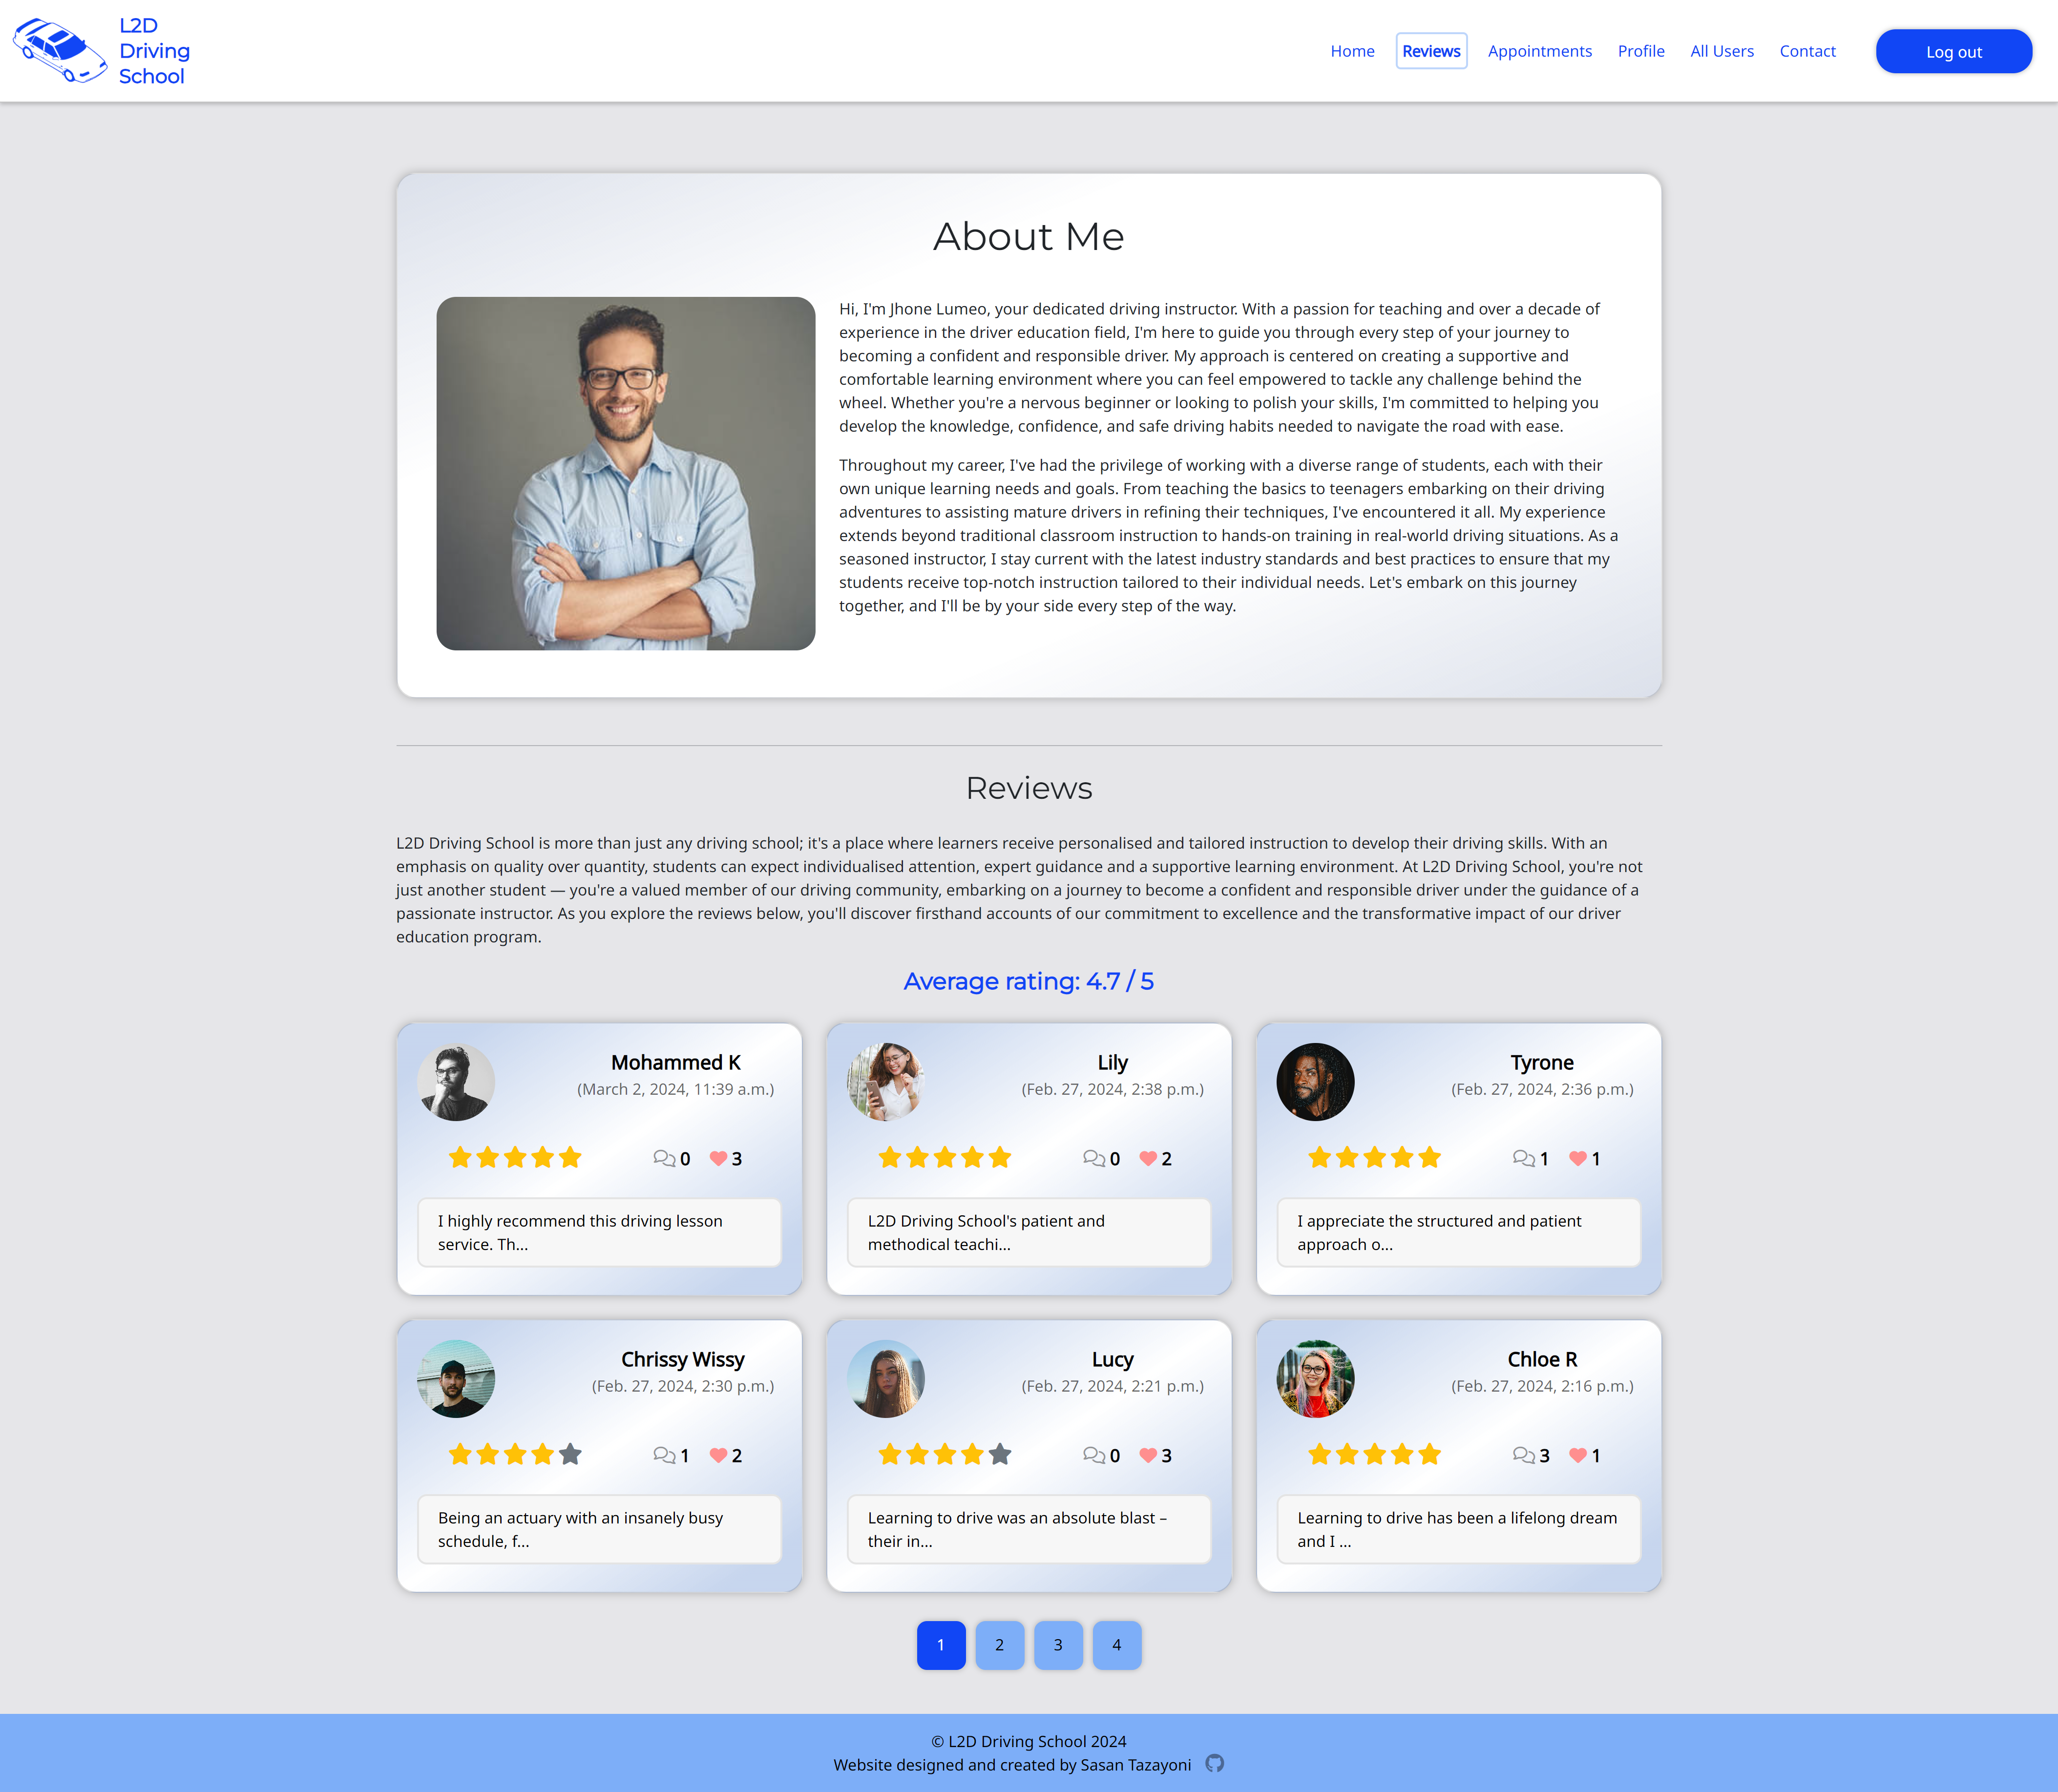 L2D
Driving
School
Home
Reviews
Appointments
Profile
All Users
Contact
Log out
About Me
Hi, I'm Jhone Lumeo, your dedicated driving instructor. With a passion for teaching and over a decade of
experience in the driver education field, I'm here to guide you through every step of your journey to
becoming a confident and responsible driver. My approach is centered on creating a supportive and
comfortable learning environment where you can feel empowered to tackle any challenge behind the
wheel. Whether you're a nervous beginner or looking to polish your skills, I'm committed to helping you
develop the knowledge, confidence, and safe driving habits needed to navigate the road with ease.
Throughout my career, I've had the privilege of working with a diverse range of students, each with their
own unique learning needs and goals. From teaching the basics to teenagers embarking on their driving
adventures to assisting mature drivers in refining their techniques, I've encountered it all. My experience
extends beyond traditional classroom instruction to hands-on training in real-world driving situations. As a
seasoned instructor, I stay current with the latest industry standards and best practices to ensure that my
students receive top-notch instruction tailored to their individual needs. Let's embark on this journey
together, and I'll be by your side every step of the way.
Reviews
L2D Driving School is more than just any driving school; it's a place where learners receive personalised and tailored instruction to develop their driving skills. With an
emphasis on quality over quantity, students can expect individualised attention, expert guidance and a supportive learning environment. At L2D Driving School, you're not
just another student — you're a valued member of our driving community, embarking on a journey to become a confident and responsible driver under the guidance of a
passionate instructor. As you explore the reviews below, you'll discover firsthand accounts of our commitment to excellence and the transformative impact of our driver
education program.
Average rating: 4.7 / 5
Mohammed K
(March 2, 2024, 11:39 a.m.)
0 3
I highly recommend this driving lesson
service. Th...
Lily
(Feb. 27, 2024, 2:38 p.m.)
0 2
L2D Driving School's patient and
methodical teachi...
Tyrone
(Feb. 27, 2024, 2:36 p.m.)
1 1
I appreciate the structured and patient
approach o...
Chrissy Wissy
(Feb. 27, 2024, 2:30 p.m.)
1 2
Being an actuary with an insanely busy
schedule, f...
Lucy
(Feb. 27, 2024, 2:21 p.m.)
0 3
Learning to drive was an absolute blast –
their in...
Chloe R
(Feb. 27, 2024, 2:16 p.m.)
3 1
Learning to drive has been a lifelong dream
and I ...
1 2 3 4
© L2D Driving School 2024
Website designed and created by Sasan Tazayoni